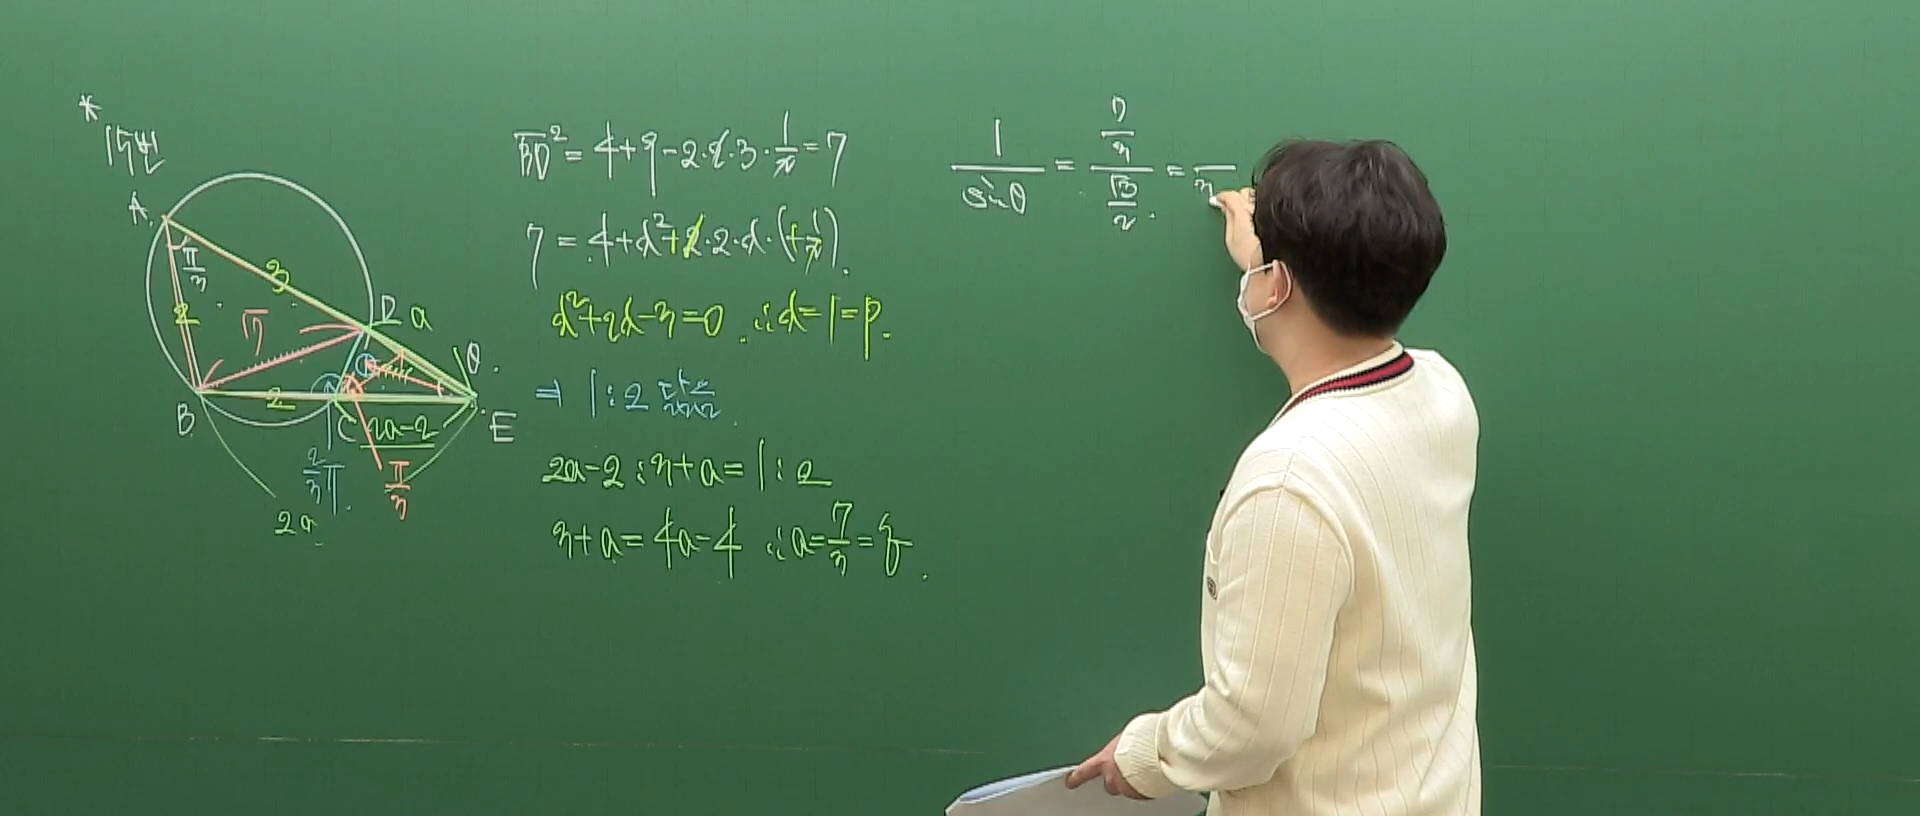 *
15번
A
π/3
3
2
√7
D
a
θ
B
2
C
2a-2
E
2/3 π
π/3
2a
BD² = 4+9-2·2·3·1/2 = 7
7 = 4+d²+2·2·d·(+1/2)
d²+2d-3=0 ∴d=1=p.
⇒ 1:2 닮음
2a-2 : 3+a = 1:2
3+a = 4a-4 ∴a=7/3=q
1/sinθ = (7/3)/(√3/2) = /3